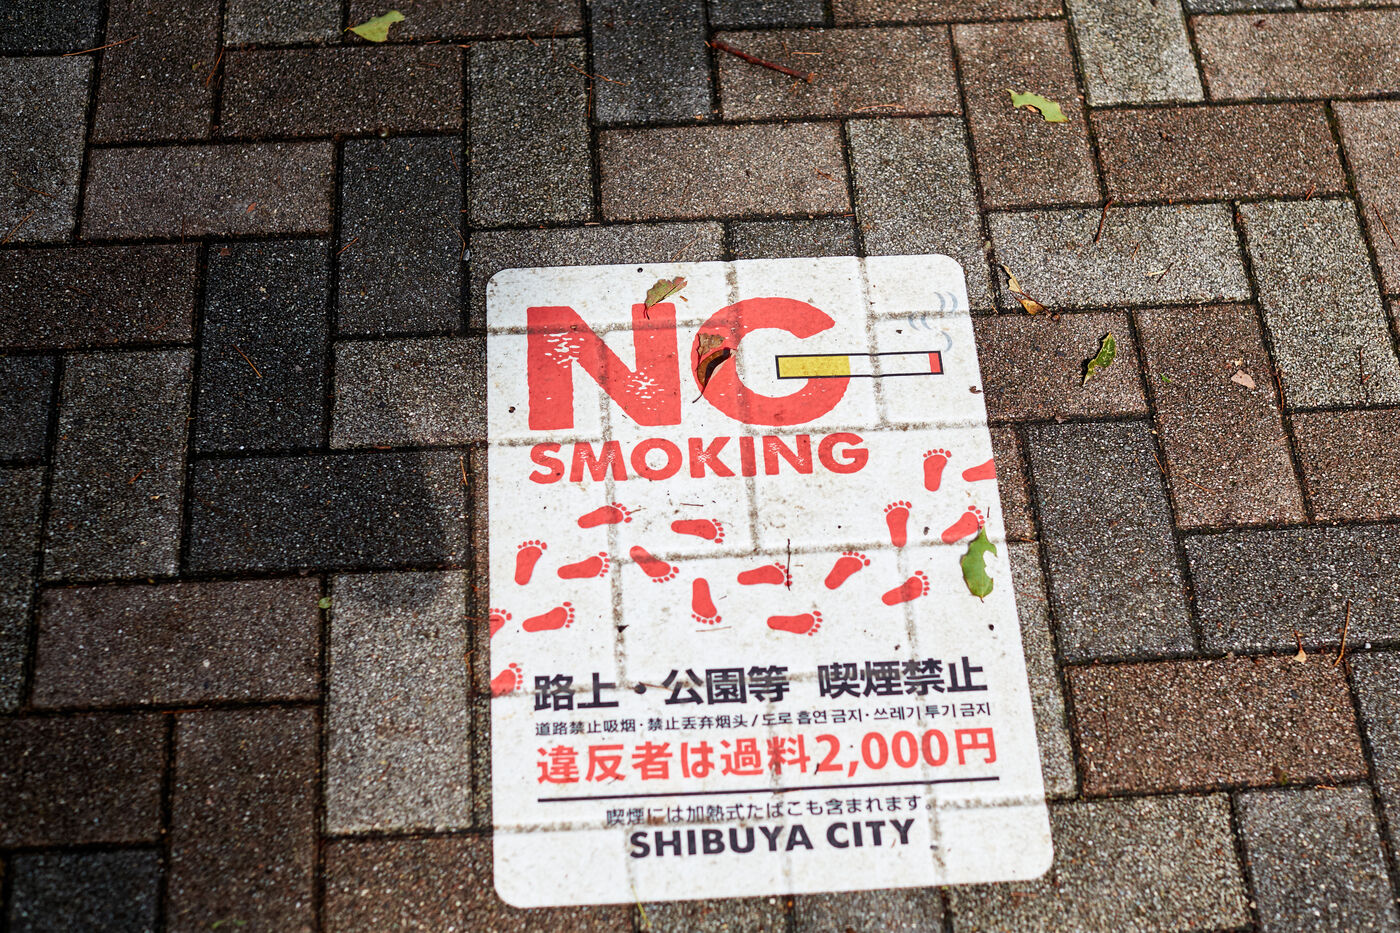 NO
SMOKING
路上・公園等 喫煙禁止
道路禁止吸烟・禁止丢弃烟头/도로 흡연 금지・쓰레기 투기 금지
違反者は過料2,000円
喫煙には加熱式たばこも含まれます。
SHIBUYA CITY